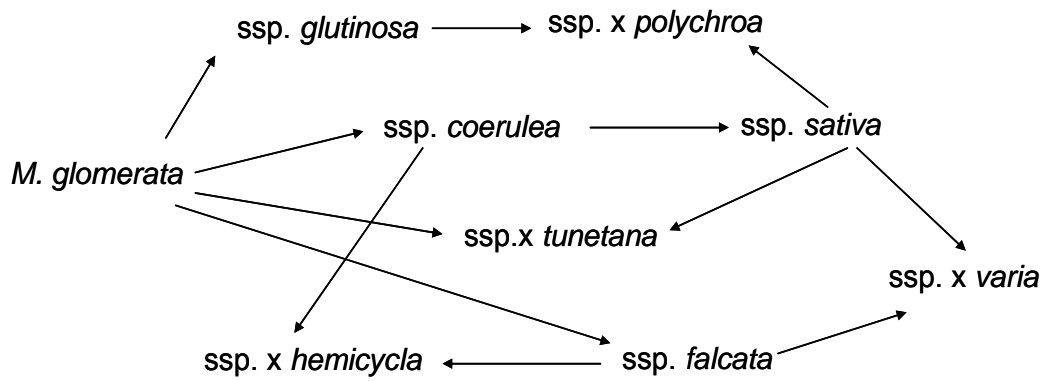 ssp. glutinosa
ssp. x polychroa
ssp. coerulea
ssp. sativa
M. glomerata
ssp.x tunetana
ssp. x varia
ssp. x hemicycla
ssp. falcata